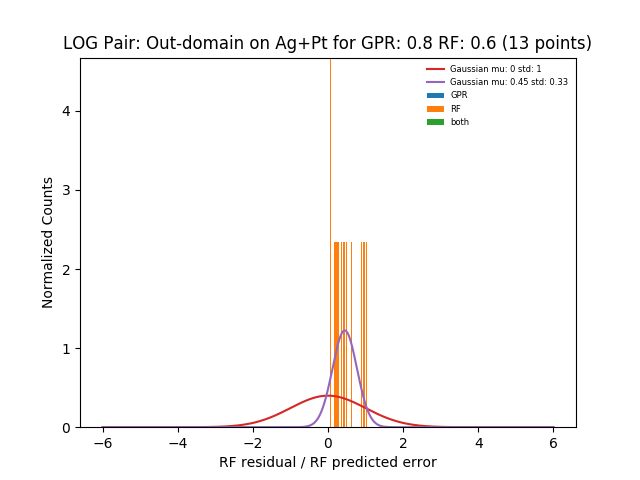 LOG Pair: Out-domain on Ag+Pt for GPR: 0.8 RF: 0.6 (13 points)
Gaussian mu: 0 std: 1
Gaussian mu: 0.45 std: 0.33
GPR
RF
both
Normalized Counts
4
3
2
1
0
−6 −4 −2 0 2 4 6
RF residual / RF predicted error